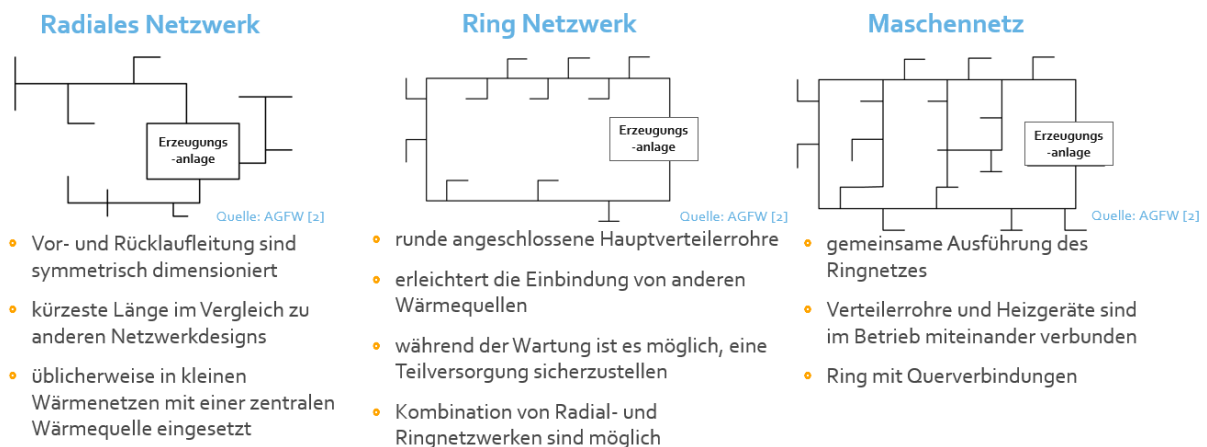 Radiales Netzwerk
Erzeugungs
-anlage
Quelle: AGFW [2]
Vor- und Rücklaufleitung sind
symmetrisch dimensioniert
kürzeste Länge im Vergleich zu
anderen Netzwerkdesigns
üblicherweise in kleinen
Wärmenetzen mit einer zentralen
Wärmequelle eingesetzt
Ring Netzwerk
Erzeugungs
-anlage
Quelle: AGFW [2]
runde angeschlossene Hauptverteilerrohre
erleichtert die Einbindung von anderen
Wärmequellen
während der Wartung ist es möglich, eine
Teilversorgung sicherzustellen
Kombination von Radial- und
Ringnetzwerken sind möglich
Maschennetz
Erzeugungs
-anlage
Quelle: AGFW [2]
gemeinsame Ausführung des
Ringnetzes
Verteilerrohre und Heizgeräte sind
im Betrieb miteinander verbunden
Ring mit Querverbindungen